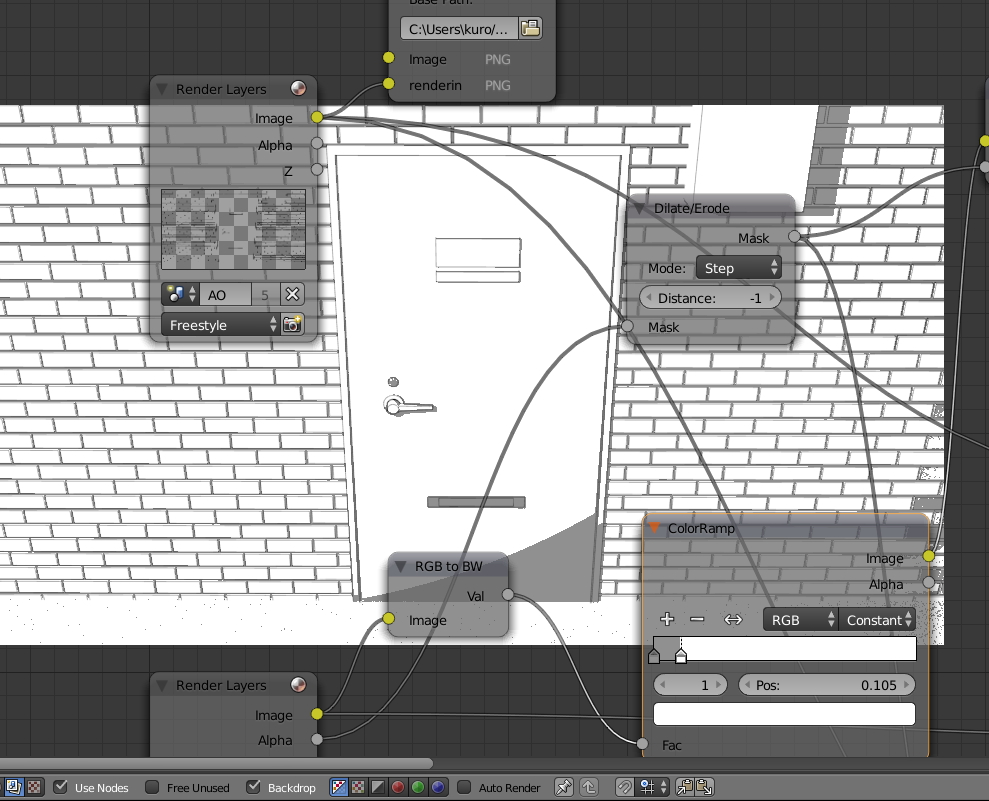 Base Path:
C:\Users\kuro/...
Image PNG
renderin PNG
Render Layers
Image
Alpha
Z
AO 5
Freestyle
Dilate/Erode
Mask
Mode: Step
Distance: -1
Mask
RGB to BW
Val
Image
ColorRamp
Image
Alpha
RGB Constant
1 Pos: 0.105
Fac
Render Layers
Image
Alpha
Use Nodes Free Unused Backdrop Auto Render